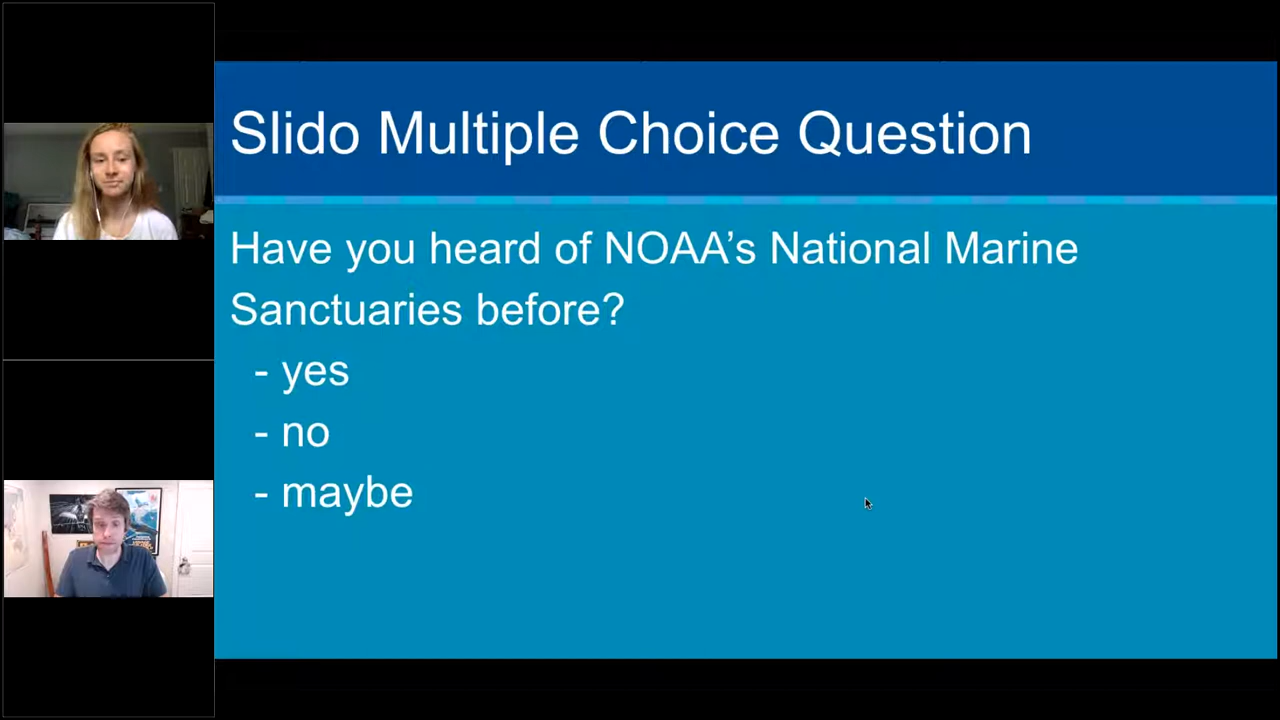 Slido Multiple Choice Question
Have you heard of NOAA’s National Marine
Sanctuaries before?
- yes
- no
- maybe